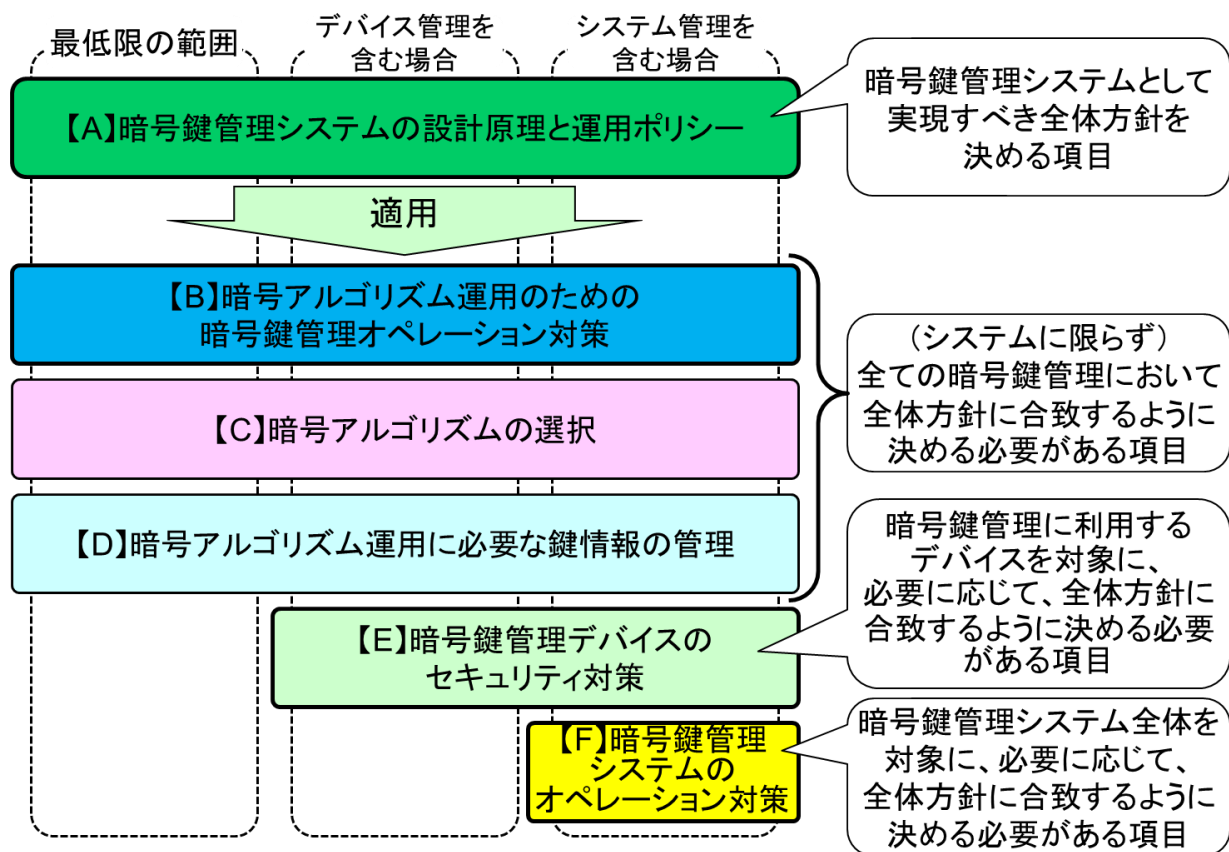 最低限の範囲
デバイス管理を
含む場合
システム管理を
含む場合
【A】暗号鍵管理システムの設計原理と運用ポリシー
暗号鍵管理システムとして
実現すべき全体方針を
決める項目
適用
【B】暗号アルゴリズム運用のための
暗号鍵管理オペレーション対策
【C】暗号アルゴリズムの選択
【D】暗号アルゴリズム運用に必要な鍵情報の管理
（システムに限らず）
全ての暗号鍵管理において
全体方針に合致するように
決める必要がある項目
【E】暗号鍵管理デバイスの
セキュリティ対策
暗号鍵管理に利用する
デバイスを対象に、
必要に応じて、全体方針に
合致するように決める必要
がある項目
【F】暗号鍵管理
システムの
オペレーション対策
暗号鍵管理システム全体を
対象に、必要に応じて、
全体方針に合致するように
決める必要がある項目